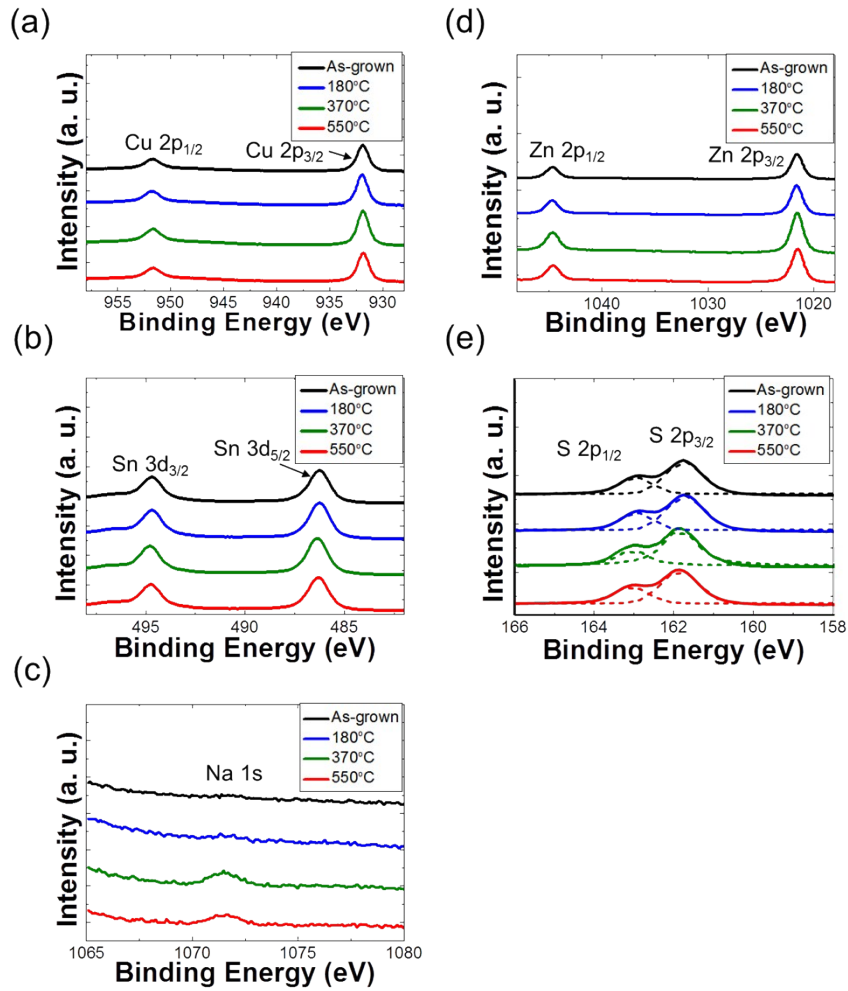 (a)
Intensity (a. u.)
As-grown
180°C
370°C
550°C
Cu 2p1/2
Cu 2p3/2
955 950 945 940 935 930
Binding Energy (eV)
(d)
Intensity (a. u.)
As-grown
180°C
370°C
550°C
Zn 2p1/2
Zn 2p3/2
1040 1030 1020
Binding Energy (eV)
(b)
Intensity (a. u.)
As-grown
180°C
370°C
550°C
Sn 3d3/2
Sn 3d5/2
495 490 485
Binding Energy (eV)
(e)
Intensity (a. u.)
As-grown
180°C
370°C
550°C
S 2p1/2
S 2p3/2
166 164 162 160 158
Binding Energy (eV)
(c)
Intensity (a. u.)
As-grown
180°C
370°C
550°C
Na 1s
1065 1070 1075 1080
Binding Energy (eV)